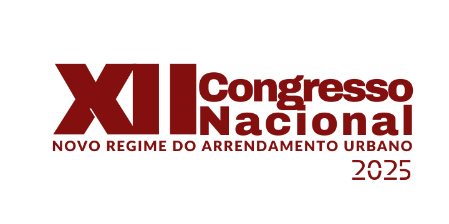 XII Congresso
Nacional
NOVO REGIME DO ARRENDAMENTO URBANO
2025